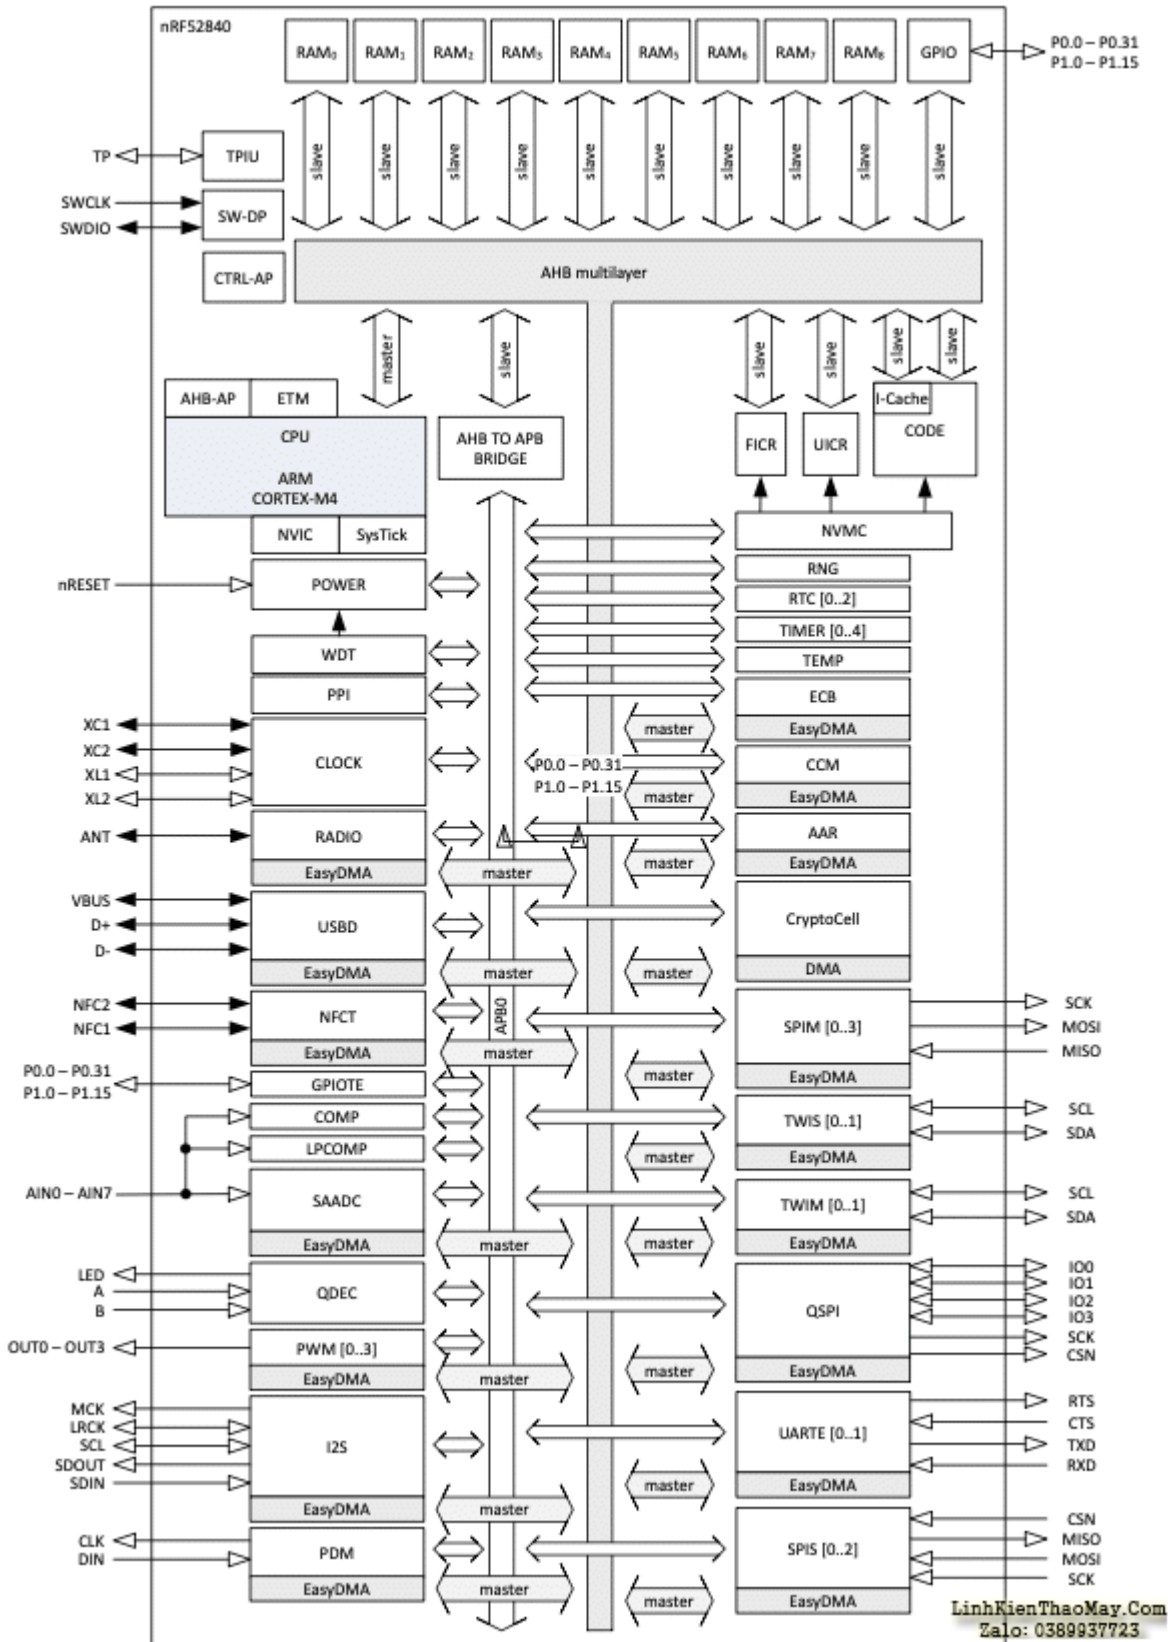 nRF52840
RAM₀
RAM₁
RAM₂
RAM₃
RAM₄
RAM₅
RAM₆
RAM₇
RAM₈
GPIO
P0.0 – P0.31
P1.0 – P1.15
slave
slave
slave
slave
slave
slave
slave
slave
slave
slave
TP
TPIU
SWCLK
SWDIO
SW-DP
CTRL-AP
AHB multilayer
master
slave
slave
slave
slave
slave
AHB-AP
ETM
CPU
ARM
CORTEX-M4
NVIC
SysTick
AHB TO APB
BRIDGE
FICR
UICR
I-Cache
CODE
NVMC
nRESET
POWER
RNG
RTC [0..2]
TIMER [0..4]
WDT
TEMP
PPI
ECB
EasyDMA
master
XC1
XC2
XL1
XL2
CLOCK
P0.0 – P0.31
P1.0 – P1.15
CCM
EasyDMA
master
ANT
RADIO
EasyDMA
master
AAR
EasyDMA
master
VBUS
D+
D-
USBD
EasyDMA
master
master
CryptoCell
DMA
NFC2
NFC1
NFCT
EasyDMA
master
APB0
SPIM [0..3]
EasyDMA
master
SCK
MOSI
MISO
P0.0 – P0.31
P1.0 – P1.15
GPIOTE
COMP
LPCOMP
TWIS [0..1]
EasyDMA
master
SCL
SDA
AIN0 – AIN7
SAADC
EasyDMA
master
TWIM [0..1]
EasyDMA
master
SCL
SDA
LED
A
B
QDEC
QSPI
EasyDMA
master
IO0
IO1
IO2
IO3
SCK
CSN
OUT0 – OUT3
PWM [0..3]
EasyDMA
master
MCK
LRCK
SCL
SDOUT
SDIN
I2S
EasyDMA
master
UARTE [0..1]
EasyDMA
master
RTS
CTS
TXD
RXD
CLK
DIN
PDM
EasyDMA
master
SPIS [0..2]
EasyDMA
master
CSN
MISO
MOSI
SCK
LinhKienThaoMay.Com
Zalo: 0389937723